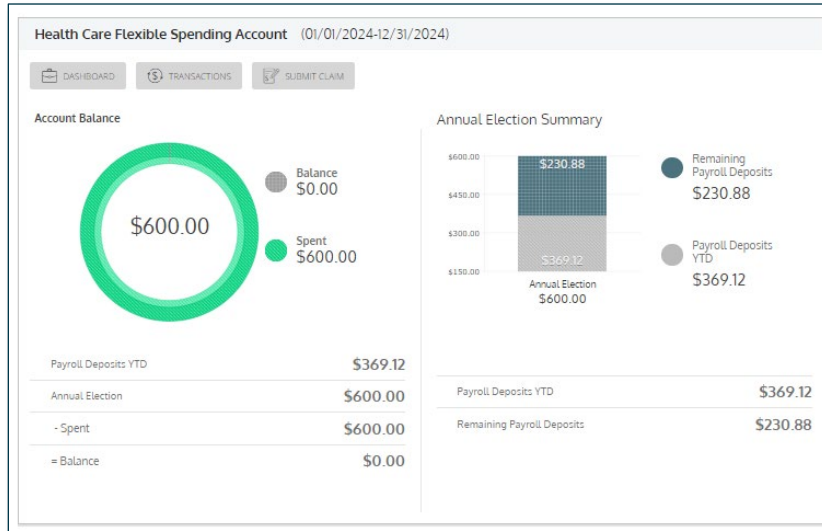 Health Care Flexible Spending Account (01/01/2024-12/31/2024)
DASHBOARD TRANSACTIONS SUBMIT CLAIM
Account Balance
$600.00
Balance
$0.00
Spent
$600.00
Payroll Deposits YTD $369.12
Annual Election $600.00
- Spent $600.00
= Balance $0.00
Annual Election Summary
$600.00
$450.00
$300.00
$150.00
$230.88
$369.12
Annual Election
$600.00
Remaining
Payroll Deposits
$230.88
Payroll Deposits
YTD
$369.12
Payroll Deposits YTD $369.12
Remaining Payroll Deposits $230.88